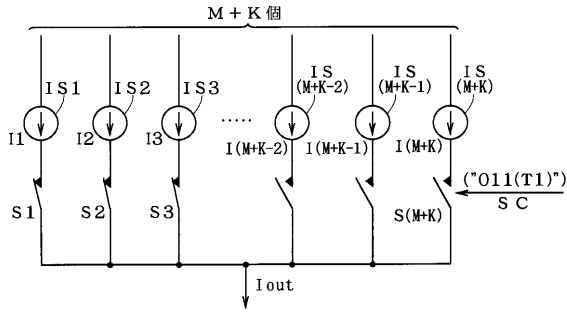 M+K個
IS1
IS2
IS3
IS
(M+K-2)
IS
(M+K-1)
IS
(M+K)
I1
I2
I3
.....
I(M+K-2)
I(M+K-1)
I(M+K)
S1
S2
S3
S(M+K)
("011(T1)")
SC
Iout